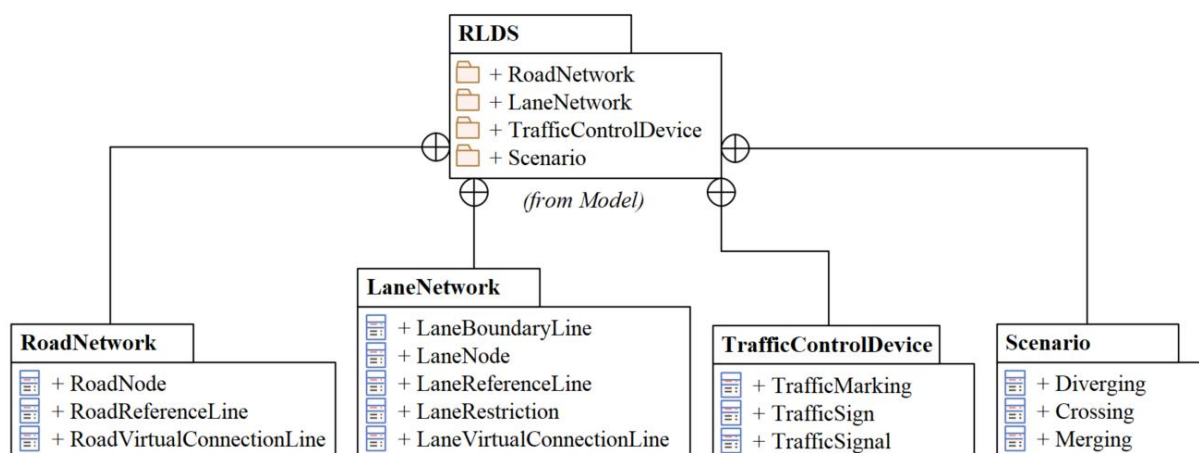 RLDS
+ RoadNetwork
+ LaneNetwork
+ TrafficControlDevice
+ Scenario
(from Model)
RoadNetwork
+ RoadNode
+ RoadReferenceLine
+ RoadVirtualConnectionLine
LaneNetwork
+ LaneBoundaryLine
+ LaneNode
+ LaneReferenceLine
+ LaneRestriction
+ LaneVirtualConnectionLine
TrafficControlDevice
+ TrafficMarking
+ TrafficSign
+ TrafficSignal
Scenario
+ Diverging
+ Crossing
+ Merging